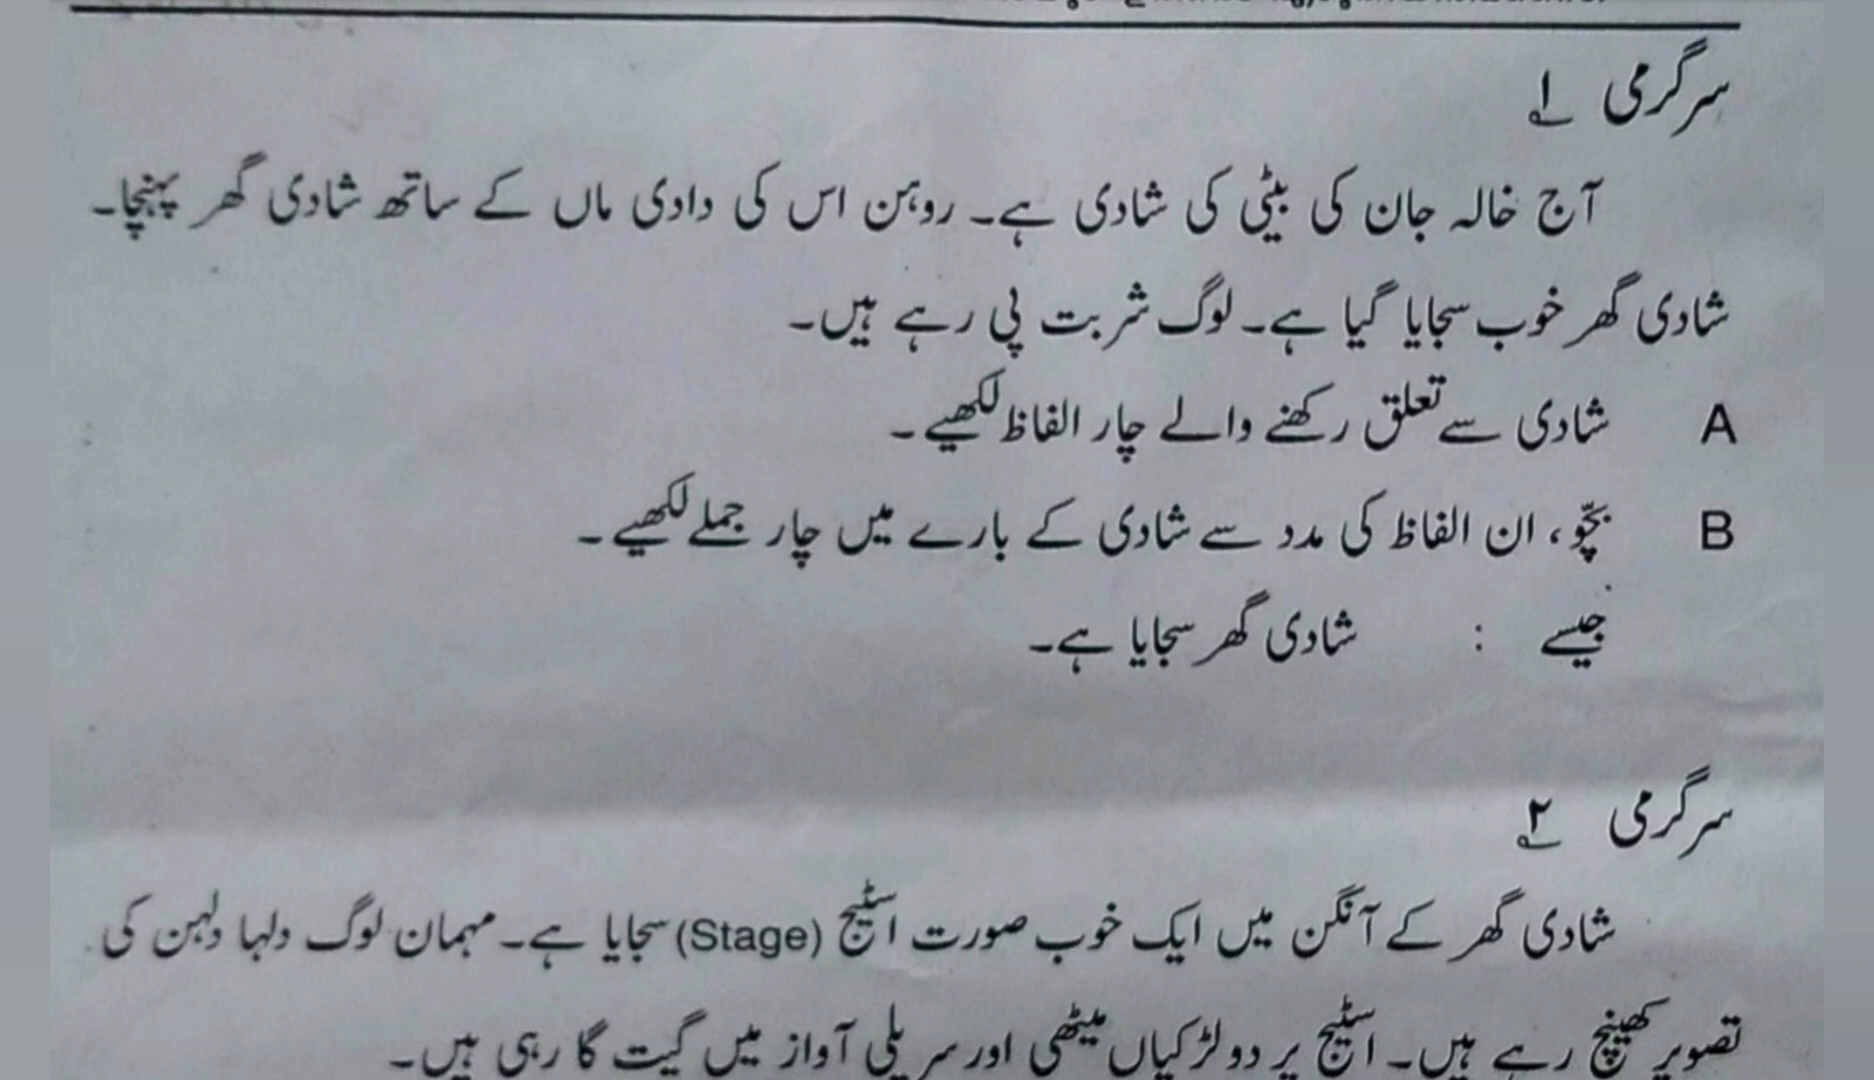 سرگرمی ۱
آج خالہ جان کی بیٹی کی شادی ہے۔ روہن اس کی دادی ماں کے ساتھ شادی گھر پہنچا۔
شادی گھر خوب سجایا گیا ہے۔ لوگ شربت پی رہے ہیں۔
A شادی سے تعلق رکھنے والے چار الفاظ لکھیے۔
B بچّو، ان الفاظ کی مدد سے شادی کے بارے میں چار جملے لکھیے۔
جیسے : شادی گھر سجایا ہے۔
سرگرمی ۲
شادی گھر کے آنگن میں ایک خوب صورت اسٹیج (Stage) سجایا ہے۔ مہمان لوگ دلہا دلہن کی
تصویر کھینچ رہے ہیں۔ اسٹیج پر دو لڑکیاں میٹھی اور سریلی آواز میں گیت گا رہی ہیں۔